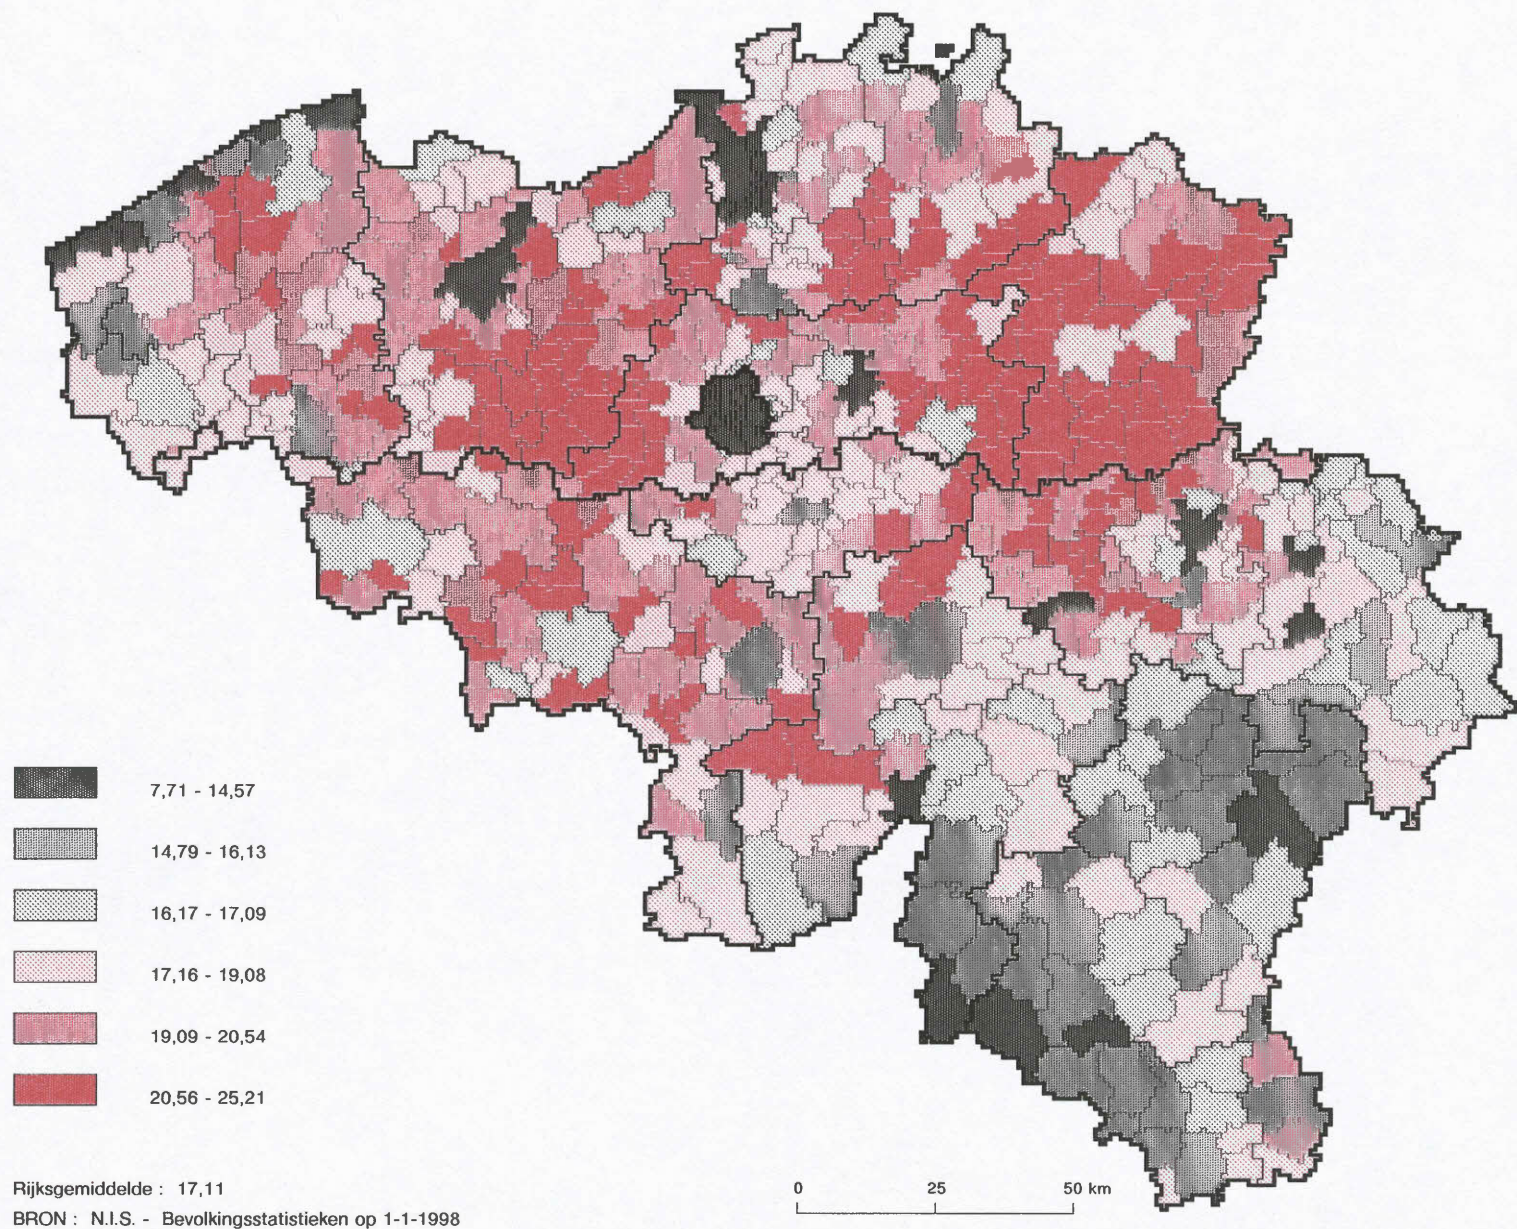 7,71 - 14,57
14,79 - 16,13
16,17 - 17,09
17,16 - 19,08
19,09 - 20,54
20,56 - 25,21
Rijksgemiddelde : 17,11
BRON : N.I.S. - Bevolkingsstatistieken op 1-1-1998
0 25 50 km